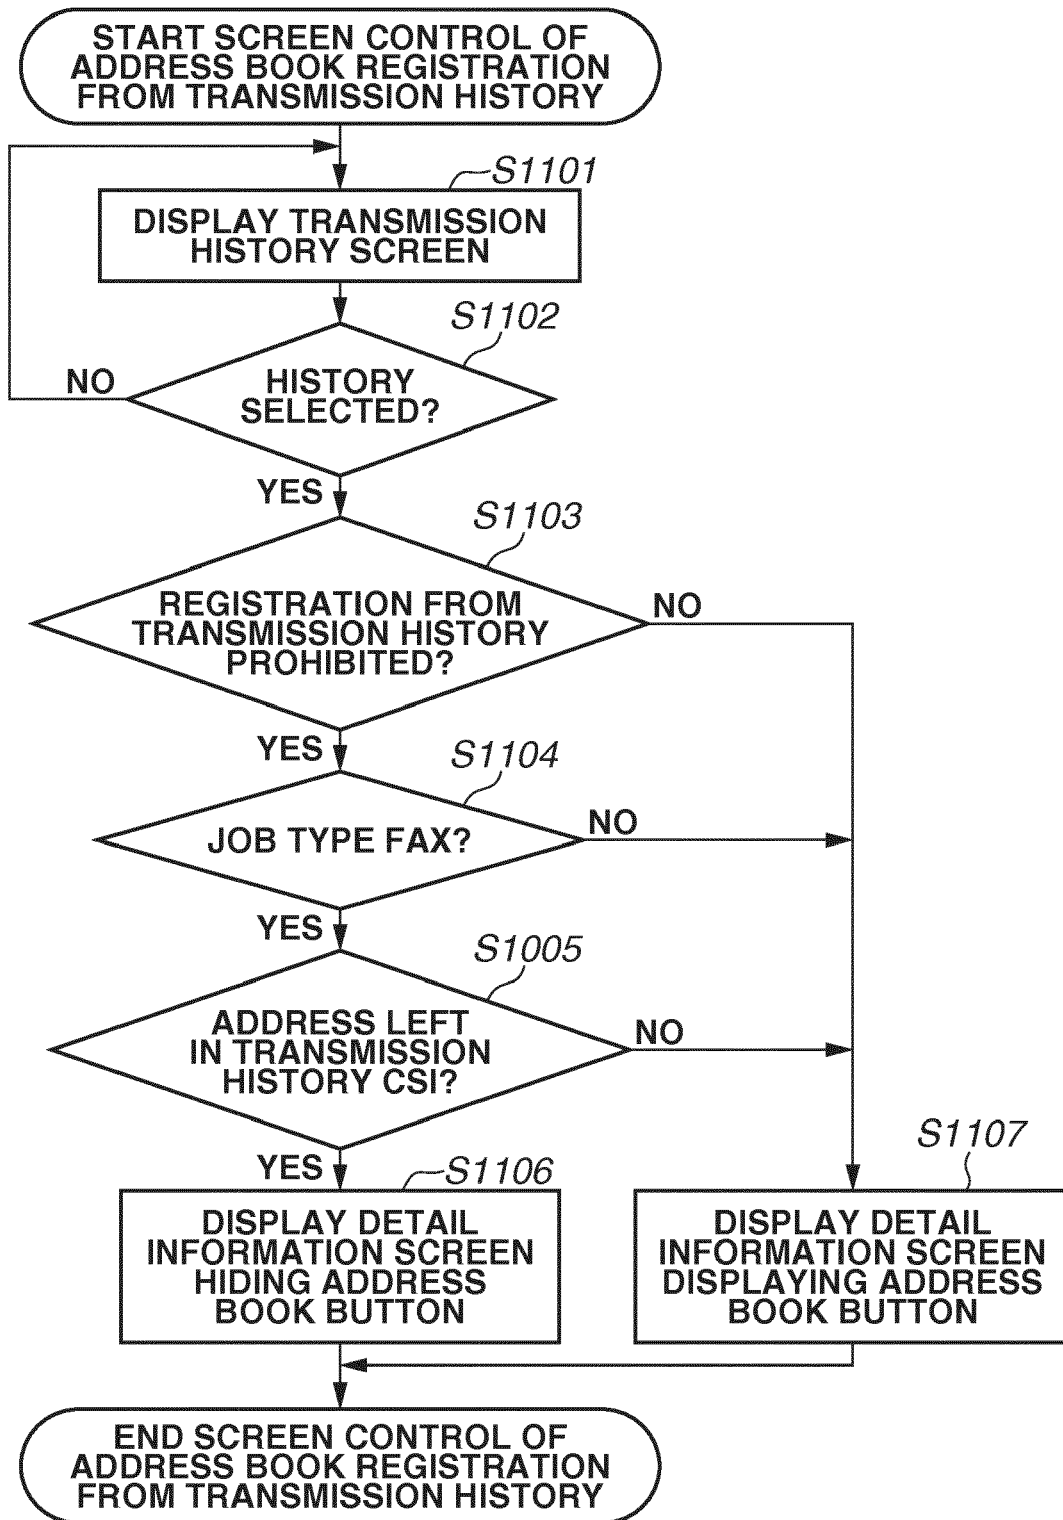 START SCREEN CONTROL OF
ADDRESS BOOK REGISTRATION
FROM TRANSMISSION HISTORY
S1101
DISPLAY TRANSMISSION
HISTORY SCREEN
S1102
NO
HISTORY
SELECTED?
YES
S1103
REGISTRATION FROM
TRANSMISSION HISTORY
PROHIBITED?
NO
YES
S1104
JOB TYPE FAX?
NO
YES
S1005
ADDRESS LEFT
IN TRANSMISSION
HISTORY CSI?
NO
YES
S1106
DISPLAY DETAIL
INFORMATION SCREEN
HIDING ADDRESS
BOOK BUTTON
S1107
DISPLAY DETAIL
INFORMATION SCREEN
DISPLAYING ADDRESS
BOOK BUTTON
END SCREEN CONTROL OF
ADDRESS BOOK REGISTRATION
FROM TRANSMISSION HISTORY